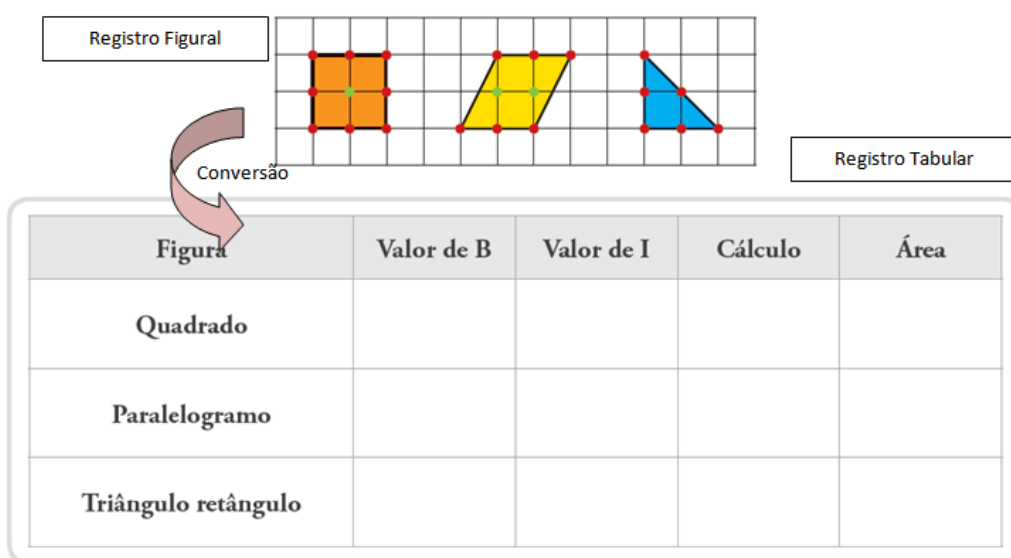 Registro Figural
Conversão
Registro Tabular
Figura Valor de B Valor de I Cálculo Área
Quadrado
Paralelogramo
Triângulo retângulo